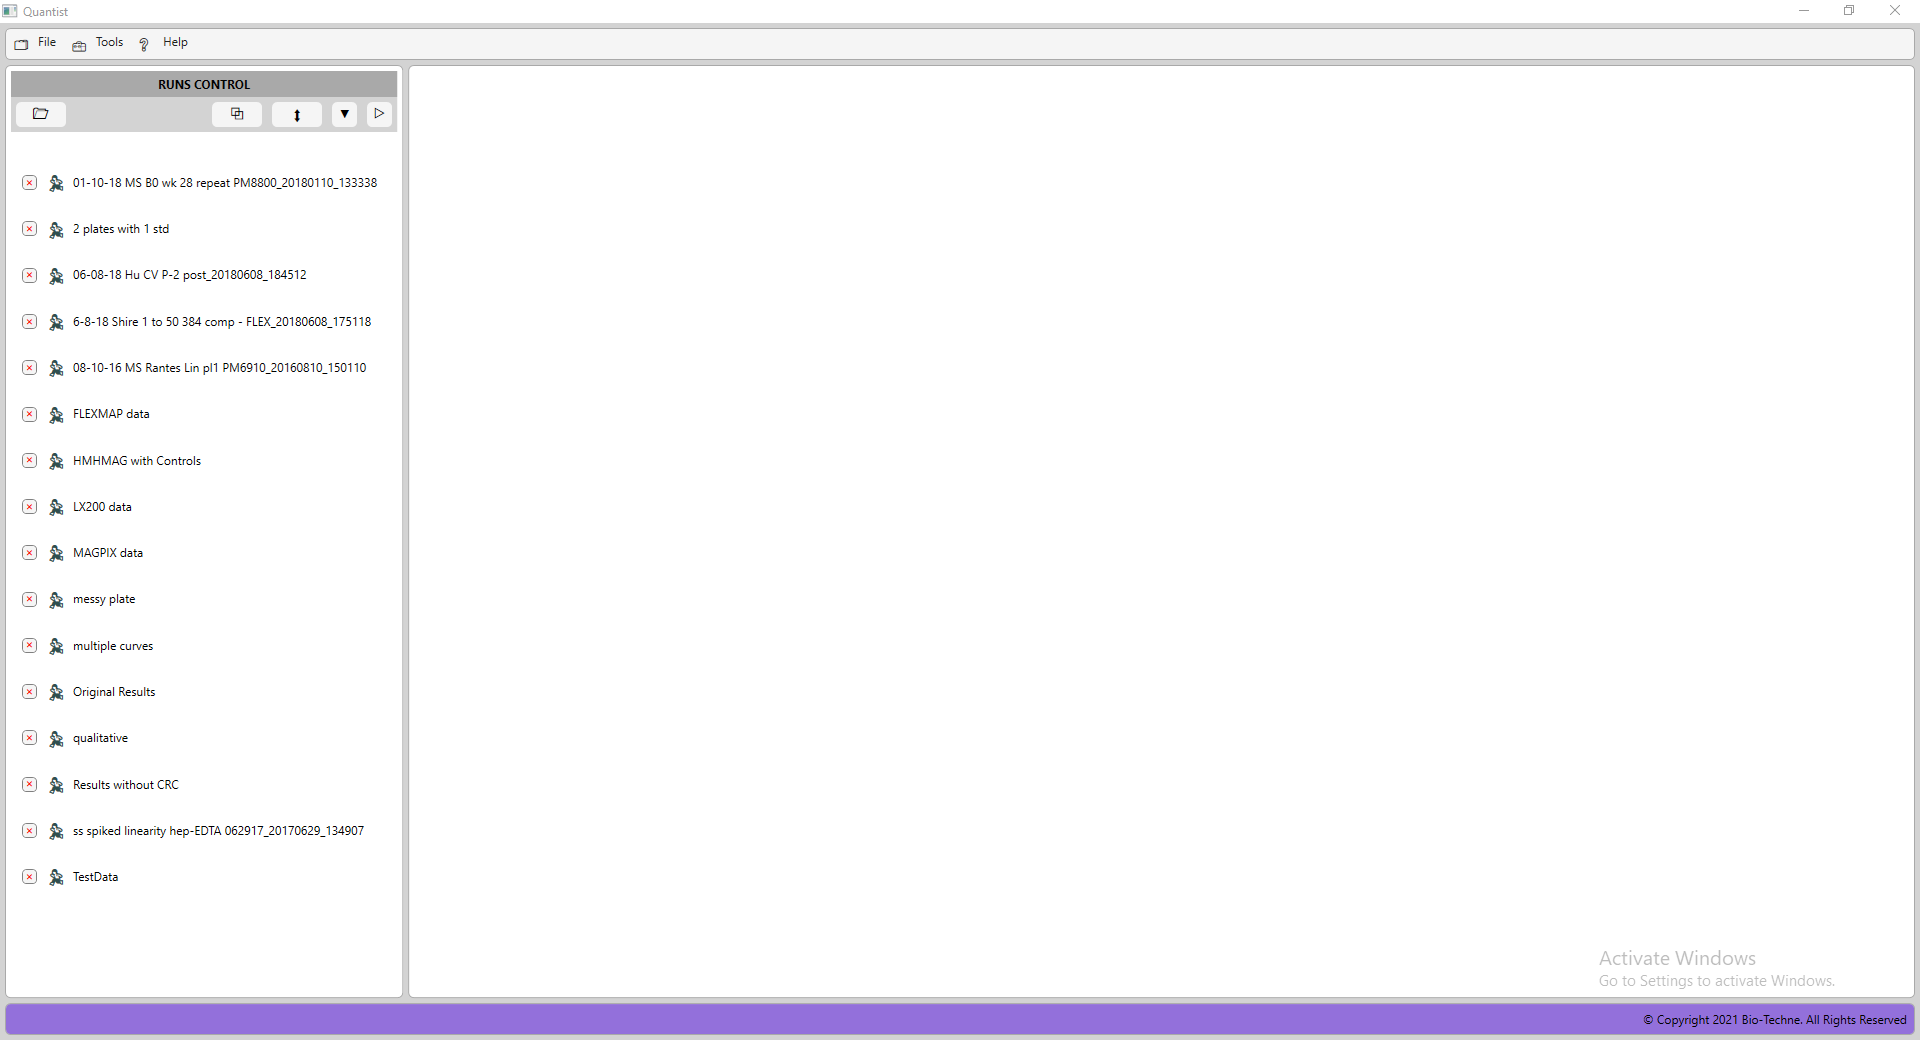 Quantist
File Tools Help
RUNS CONTROL
01-10-18 MS B0 wk 28 repeat PM8800_20180110_133338
2 plates with 1 std
06-08-18 Hu CV P-2 post_20180608_184512
6-8-18 Shire 1 to 50 384 comp - FLEX_20180608_175118
08-10-16 MS Rantes Lin pl1 PM6910_20160810_150110
FLEXMAP data
HMHMAG with Controls
LX200 data
MAGPIX data
messy plate
multiple curves
Original Results
qualitative
Results without CRC
ss spiked linearity hep-EDTA 062917_20170629_134907
TestData
Activate Windows
Go to Settings to activate Windows.
© Copyright 2021 Bio-Techne. All Rights Reserved